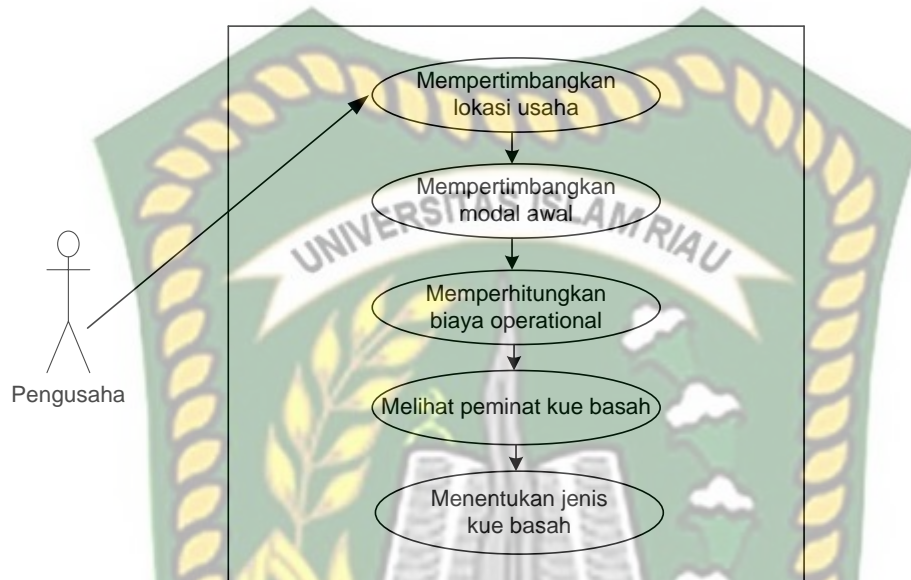 Mempertimbangkan
lokasi usaha
Mempertimbangkan
modal awal
UNIVERSITAS ISLAM RIAU
Memperhitungkan
biaya operational
Pengusaha
Melihat peminat kue basah
Menentukan jenis
kue basah